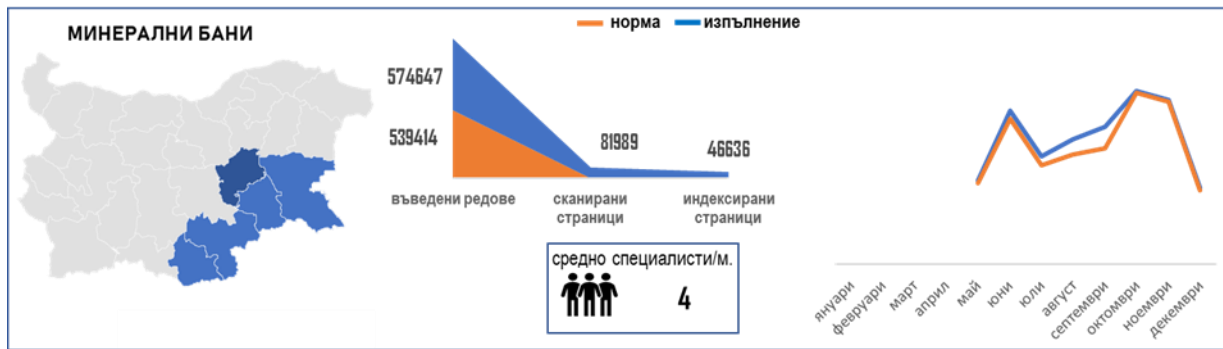 МИНЕРАЛНИ БАНИ
норма
изпълнение
574647
539414
81989
46636
въведени редове
сканирани
страници
индексирани
страници
средно специалисти/м.
4
януари
февруари
март
април
май
юни
юли
август
септември
октомври
ноември
декември